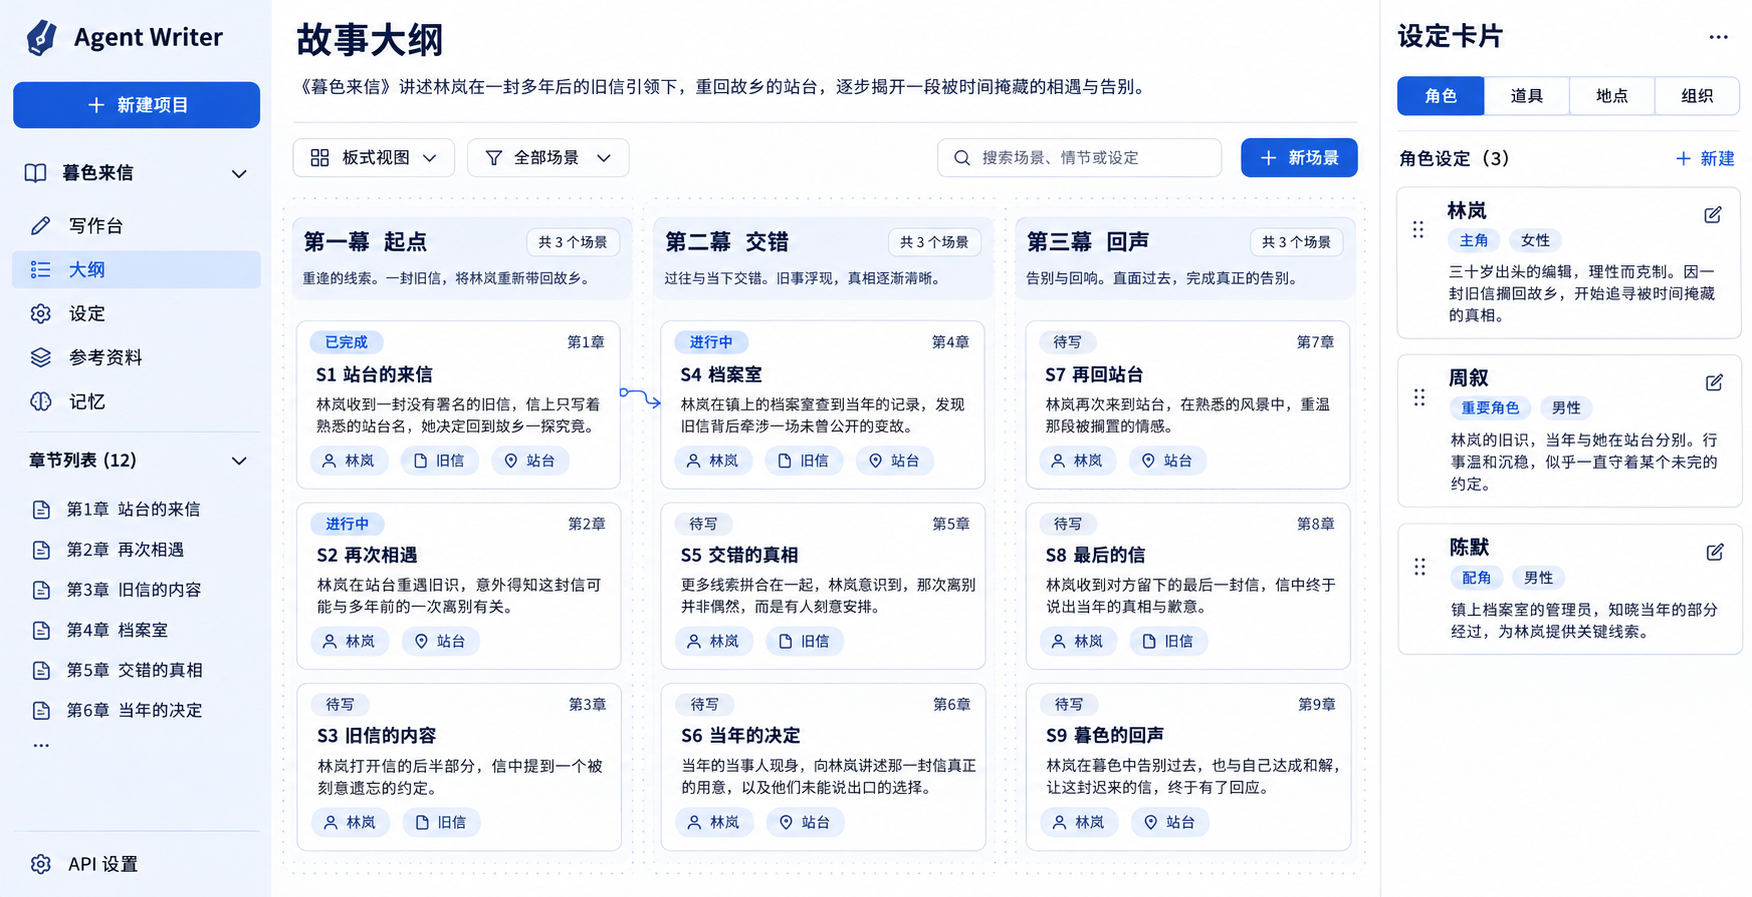 Agent Writer
新建项目
暮色来信
写作台
大纲
设定
参考资料
记忆
章节列表 (12)
第1章 站台的来信
第2章 再次相遇
第3章 旧信的内容
第4章 档案室
第5章 交错的真相
第6章 当年的决定
...
API 设置
故事大纲
《暮色来信》讲述林岚在一封多年后的旧信引领下，重回故乡的站台，逐步揭开一段被时间掩藏的相遇与告别。
板式视图
全部场景
搜索场景、情节或设定
新场景
第一幕 起点
共 3 个场景
重逢的线索。一封旧信，将林岚重新带回故乡。
已完成
第1章
S1 站台的来信
林岚收到一封没有署名的旧信，信上只写着
熟悉的站台名，她决定回到故乡一探究竟。
林岚 旧信 站台
进行中
第2章
S2 再次相遇
林岚在站台重遇旧识，意外得知这封信可
能与多年前的一次离别有关。
林岚 站台
待写
第3章
S3 旧信的内容
林岚打开信的后半部分，信中提到一个被
刻意遗忘的约定。
林岚 旧信
第二幕 交错
共 3 个场景
过往与当下交错。旧事浮现，真相逐渐清晰。
进行中
第4章
S4 档案室
林岚在镇上的档案室查到当年的记录，发现
旧信背后牵涉一场未曾公开的变故。
林岚 旧信 站台
待写
第5章
S5 交错的真相
更多线索拼合在一起，林岚意识到，那次离别
并非偶然，而是有人刻意安排。
林岚 旧信
待写
第6章
S6 当年的决定
当年的当事人现身，向林岚讲述那一封信真正
的用意，以及他们未能说出口的选择。
林岚 站台
第三幕 回声
共 3 个场景
告别与回响。直面过去，完成真正的告别。
待写
第7章
S7 再回站台
林岚再次来到站台，在熟悉的风景中，重温
那段被搁置的情感。
林岚 站台
待写
第8章
S8 最后的信
林岚收到对方留下的最后一封信，信中终于
说出当年的真相与歉意。
林岚 旧信
待写
第9章
S9 暮色的回声
林岚在暮色中告别过去，也与自己达成和解，
让这封迟来的信，终于有了回应。
林岚 站台
设定卡片
...
角色 道具 地点 组织
角色设定（3）
新建
林岚
主角 女性
三十岁出头的编辑，理性而克制。因一
封旧信回故乡，开始追寻被时间掩藏
的真相。
周叙
重要角色 男性
林岚的旧识，当年与她在站台分别。行
事温和沉稳，似乎一直守着某个未完的
约定。
陈默
配角 男性
镇上档案室的管理员，知晓当年的部分
经过，为林岚提供关键线索。